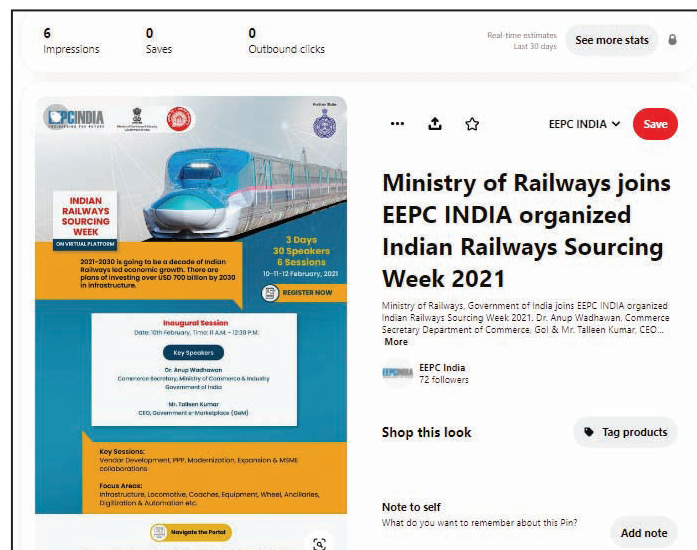 6
Impressions
0
Saves
0
Outbound clicks
Real-time estimates
Last 30 days
See more stats
EEPC INDIA
Save
Ministry of Railways joins
EEPC INDIA organized
Indian Railways Sourcing
Week 2021
Ministry of Railways, Government of India joins EEPC INDIA organized
Indian Railways Sourcing Week 2021. Dr. Anup Wadhawan, Commerce
Secretary Department of Commerce, GoI & Mr. Talleen Kumar, CEO...
More
EEPC India
72 followers
Shop this look
Tag products
Note to self
What do you want to remember about this Pin?
Add note
EEPCINDIA
Partner State
INDIAN
RAILWAYS
SOURCING
WEEK
ON VIRTUAL PLATFORM
3 Days
30 Speakers
6 Sessions
10-11-12 February, 2021
REGISTER NOW
2021-2030 is going to be a decade of Indian
Railways led economic growth. There are
plans of investing over USD 700 billion by 2030
in infrastructure.
Inaugural Session
Date: 10th February, Time: 11 A.M. - 12:30 P.M.
Key Speakers
Dr. Anup Wadhawan
Commerce Secretary, Ministry of Commerce & Industry
Government of India
Mr. Talleen Kumar
CEO, Government e-Marketplace (GeM)
Key Sessions:
Vendor Development, PPP, Modernization, Expansion & MSME
collaborations
Focus Areas:
Infrastructure, Locomotive, Coaches, Equipment, Wheel, Ancillaries,
Digitization & Automation etc.
Navigate the Portal